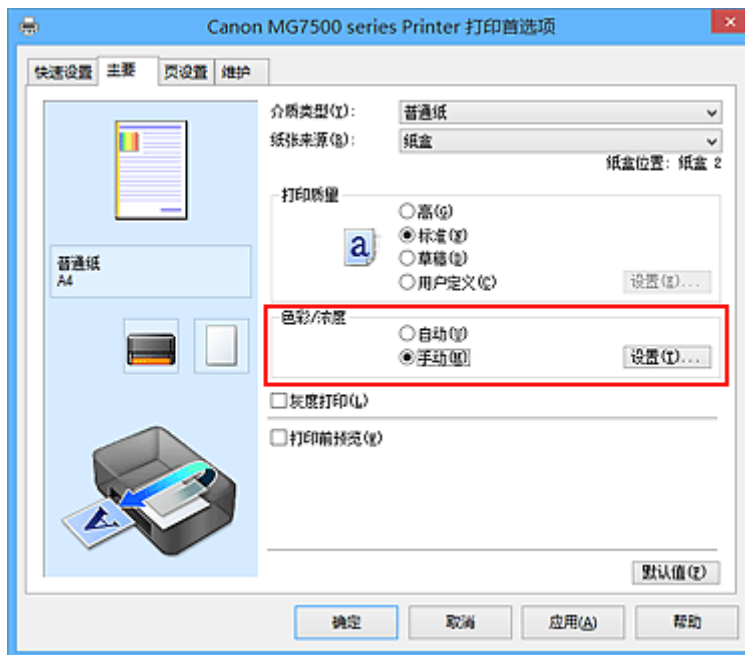 Canon MG7500 series Printer 打印首选项
快速设置 主要 页设置 维护
介质类型(Y): 普通纸
纸张来源(B): 纸盒
纸盒位置: 纸盒 2
打印质量
高(G)
a
标准(X)
草稿(D)
用户定义(C) 设置(E)...
普通纸
A4
色彩/浓度
自动(V)
手动(M) 设置(T)...
灰度打印(L)
打印前预览(W)
A
默认值(F)
确定 取消 应用(A) 帮助